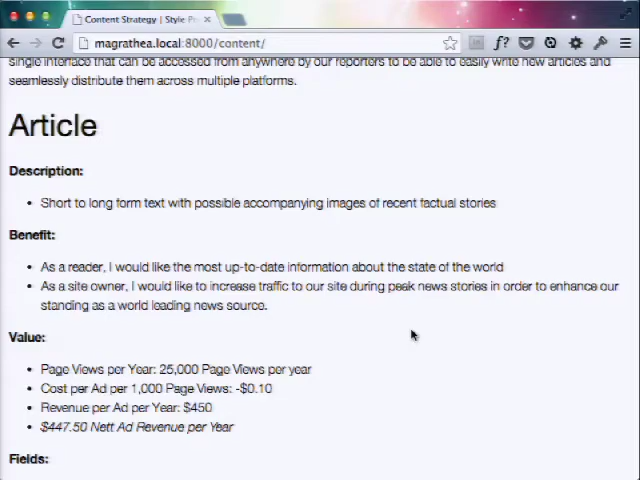 Content Strategy | Style Pr
magrathea.local:8000/content/
f?
single interface that can be accessed from anywhere by our reporters to be able to easily write new articles and
seamlessly distribute them across multiple platforms.
Article
Description:
• Short to long form text with possible accompanying images of recent factual stories
Benefit:
• As a reader, I would like the most up-to-date information about the state of the world
• As a site owner, I would like to increase traffic to our site during peak news stories in order to enhance our
standing as a world leading news source.
Value:
• Page Views per Year: 25,000 Page Views per year
• Cost per Ad per 1,000 Page Views: -$0.10
• Revenue per Ad per Year: $450
• $447.50 Nett Ad Revenue per Year
Fields: